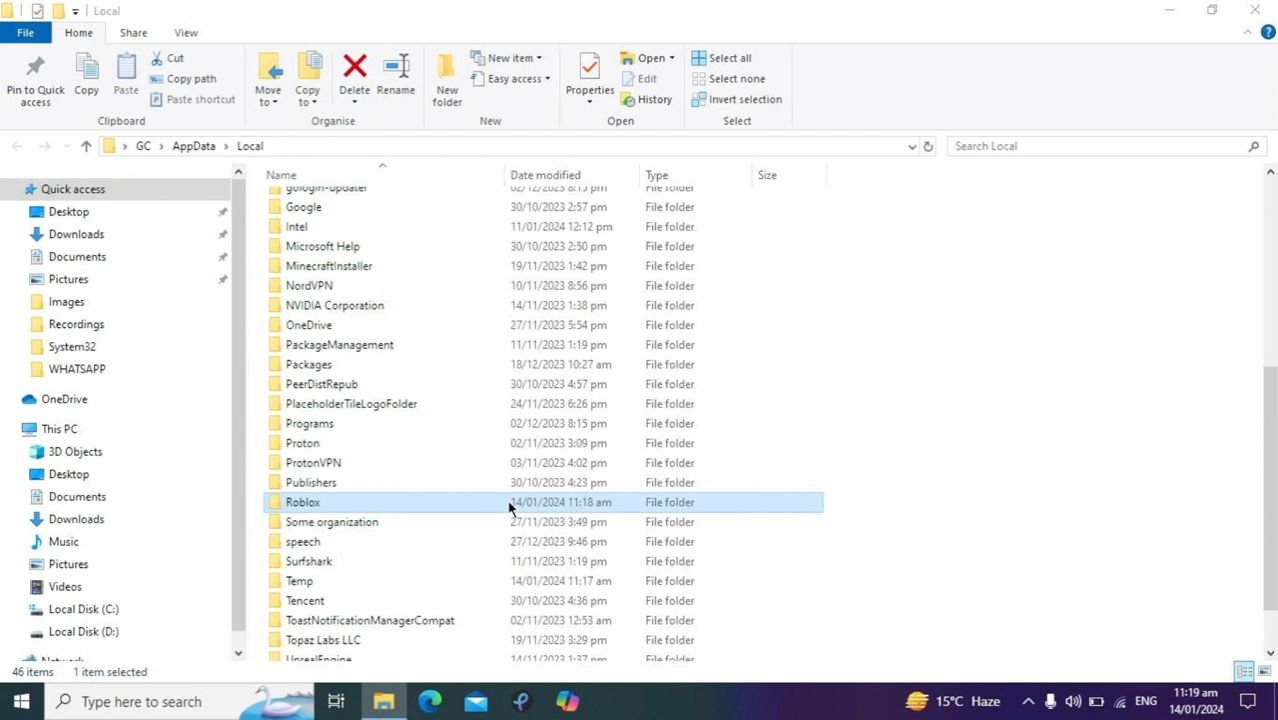 Local
File Home Share View
Pin to Quick access
Copy
Paste
Cut
Copy path
Paste shortcut
Clipboard
Move to
Copy to
Delete
Rename
Organise
New folder
New item
Easy access
New
Properties
Open
Edit
History
Open
Select all
Select none
Invert selection
Select
GC > AppData > Local
Search Local
Quick access
Desktop
Downloads
Documents
Pictures
Images
Recordings
System32
WHATSAPP
OneDrive
This PC
3D Objects
Desktop
Documents
Downloads
Music
Pictures
Videos
Local Disk (C:)
Local Disk (D:)
Network
Name Date modified Type Size
gologin-updater 02/12/2023 8:15 pm File folder
Google 30/10/2023 2:57 pm File folder
Intel 11/01/2024 12:12 pm File folder
Microsoft Help 30/10/2023 2:50 pm File folder
MinecraftInstaller 19/11/2023 1:42 pm File folder
NordVPN 10/11/2023 8:56 pm File folder
NVIDIA Corporation 14/11/2023 1:38 pm File folder
OneDrive 27/11/2023 5:54 pm File folder
PackageManagement 11/11/2023 1:19 pm File folder
Packages 18/12/2023 10:27 am File folder
PeerDistRepub 30/10/2023 4:57 pm File folder
PlaceholderTileLogoFolder 24/11/2023 6:26 pm File folder
Programs 02/12/2023 8:15 pm File folder
Proton 02/11/2023 3:09 pm File folder
ProtonVPN 03/11/2023 4:02 pm File folder
Publishers 30/10/2023 4:23 pm File folder
Roblox 14/01/2024 11:18 am File folder
Some organization 27/11/2023 3:49 pm File folder
speech 27/12/2023 9:46 pm File folder
Surfshark 11/11/2023 1:19 pm File folder
Temp 14/01/2024 11:17 am File folder
Tencent 30/10/2023 4:36 pm File folder
ToastNotificationManagerCompat 02/11/2023 12:53 am File folder
Topaz Labs LLC 19/11/2023 3:29 pm File folder
UnrealEngine 14/11/2023 1:37 pm File folder
46 items 1 item selected
Type here to search
15°C Haze
ENG
11:19 am
14/01/2024